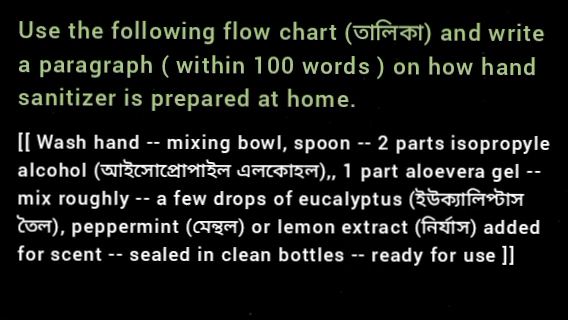 Use the following flow chart (তালিকা) and write
a paragraph ( within 100 words ) on how hand
sanitizer is prepared at home.
[[ Wash hand -- mixing bowl, spoon -- 2 parts isopropyle
alcohol (আইসোপ্রোপাইল এলকোহল),, 1 part aloevera gel --
mix roughly -- a few drops of eucalyptus (ইউক্যালিপ্টাস
তৈল), peppermint (মেন্থল) or lemon extract (নির্যাস) added
for scent -- sealed in clean bottles -- ready for use ]]